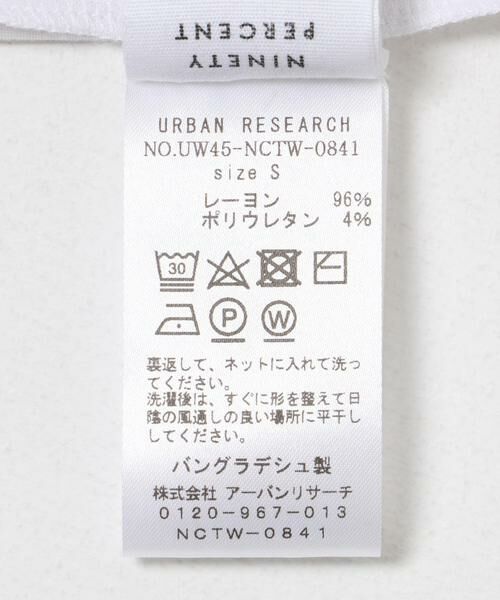 NINETY
PERCENT
URBAN RESEARCH
NO.UW45-NCTW-0841
size S
レーヨン 96%
ポリウレタン 4%
30
P W
裏返して、ネットに入れて洗っ
てください。
洗濯後は、すぐに形を整えて日
陰の風通しの良い場所に平干し
してください。
バングラデシュ製
株式会社 アーバンリサーチ
0120-967-013
NCTW-0841